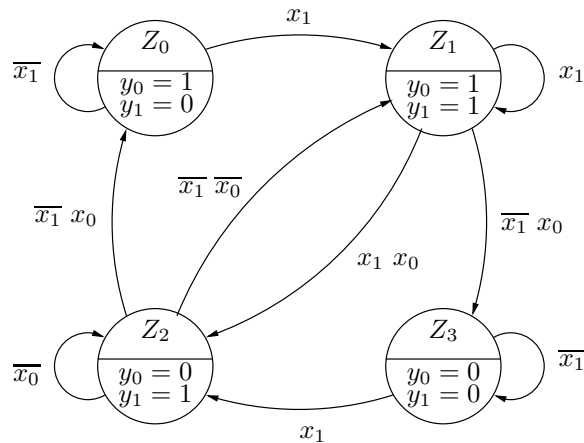 x₁
Z₀
Z₁
x̅₁̅
x₁
y₀ = 1
y₁ = 0
y₀ = 1
y₁ = 1
x̅₁̅ x̅₀̅
x̅₁̅ x₀
x̅₁̅ x₀
x₁ x₀
Z₂
Z₃
x̅₀̅
x̅₁̅
y₀ = 0
y₁ = 1
y₀ = 0
y₁ = 0
x₁